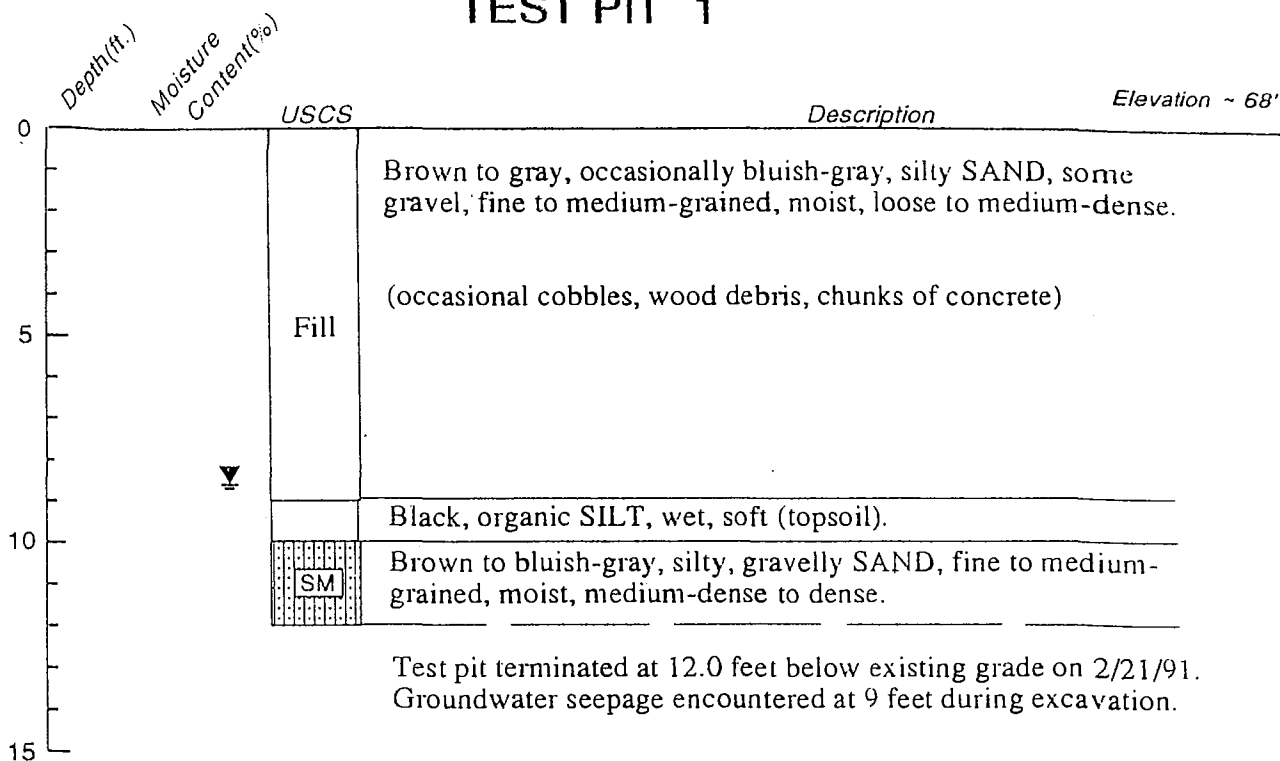 TEST PIT 1
Depth(ft.)
Moisture
Content(%)
USCS
Description
Elevation ~ 68'
0
Brown to gray, occasionally bluish-gray, silty SAND, some
gravel, fine to medium-grained, moist, loose to medium-dense.
(occasional cobbles, wood debris, chunks of concrete)
Fill
5
Black, organic SILT, wet, soft (topsoil).
10
Brown to bluish-gray, silty, gravelly SAND, fine to medium-
SM
grained, moist, medium-dense to dense.
Test pit terminated at 12.0 feet below existing grade on 2/21/91.
Groundwater seepage encountered at 9 feet during excavation.
15